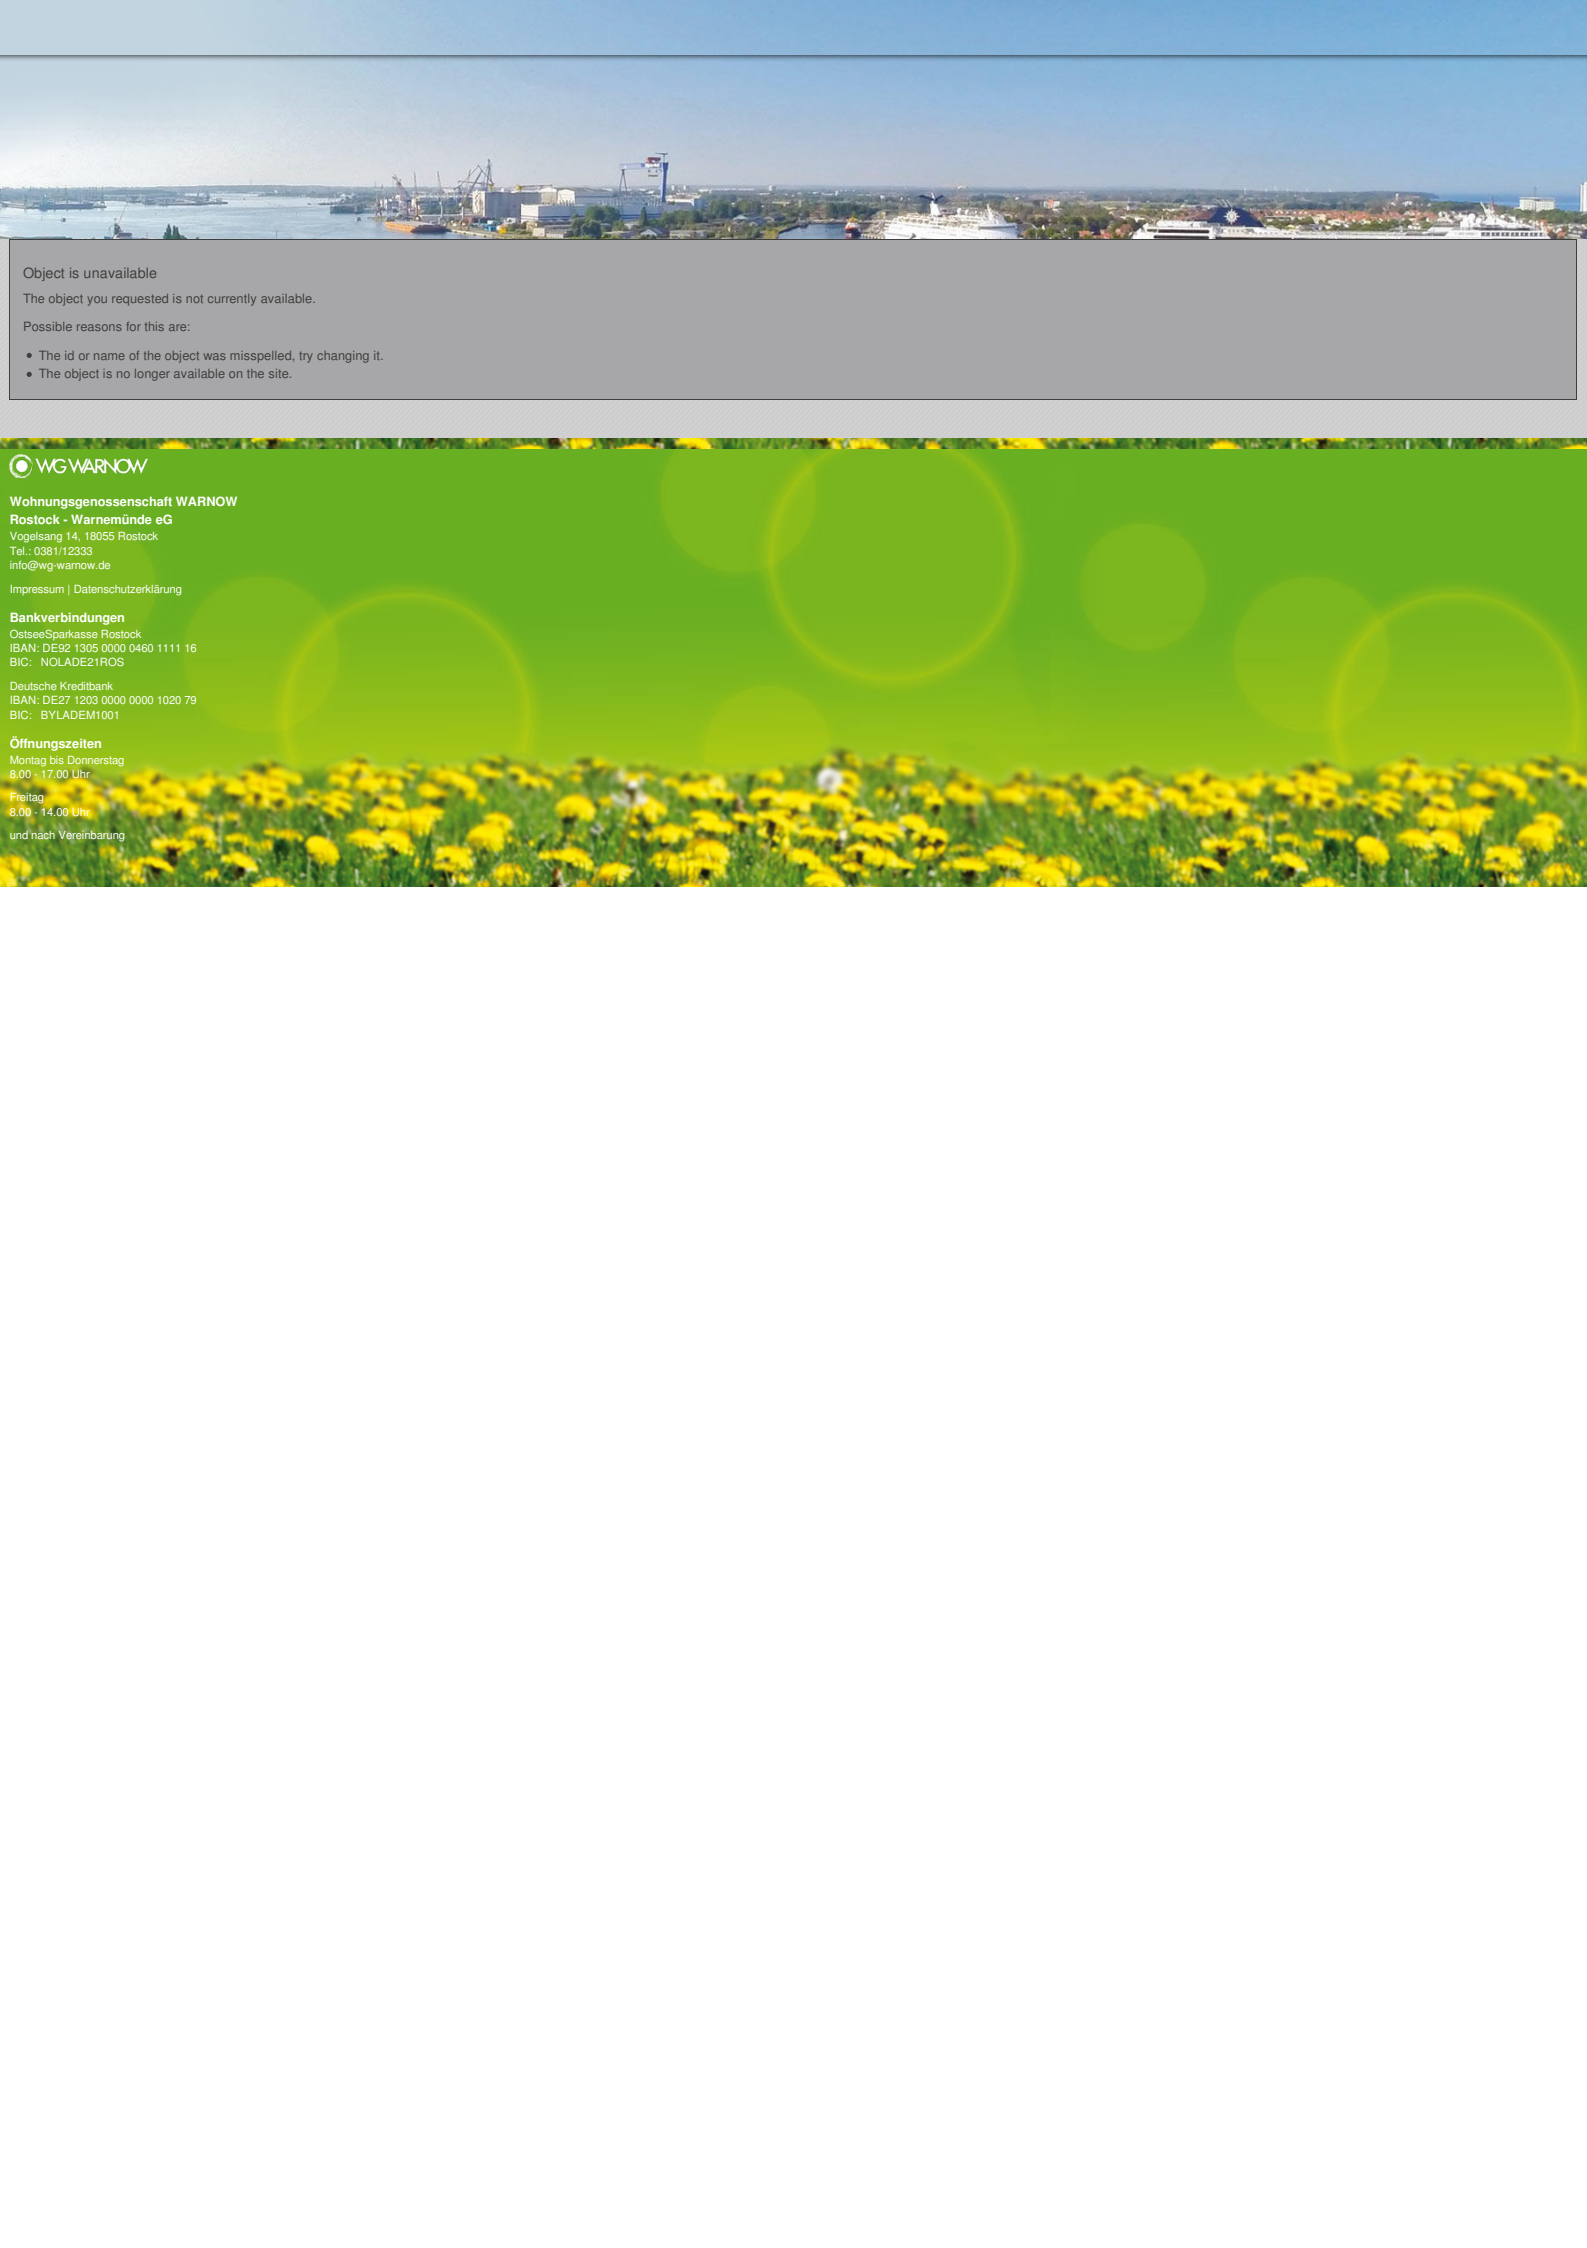 Object is unavailable
The object you requested is not currently available.
Possible reasons for this are:
The id or name of the object was misspelled, try changing it.
The object is no longer available on the site.
WG WARNOW
Wohnungsgenossenschaft WARNOW
Rostock - Warnemünde eG
Vogelsang 14, 18055 Rostock
Tel.: 0381/12333
info@wg-warnow.de
Impressum | Datenschutzerklärung
Bankverbindungen
OstseeSparkasse Rostock
IBAN: DE92 1305 0000 0460 1111 16
BIC: NOLADE21ROS
Deutsche Kreditbank
IBAN: DE27 1203 0000 0000 1020 79
BIC: BYLADEM1001
Öffnungszeiten
Montag bis Donnerstag
8.00 - 17.00 Uhr
Freitag
8.00 - 14.00 Uhr
und nach Vereinbarung